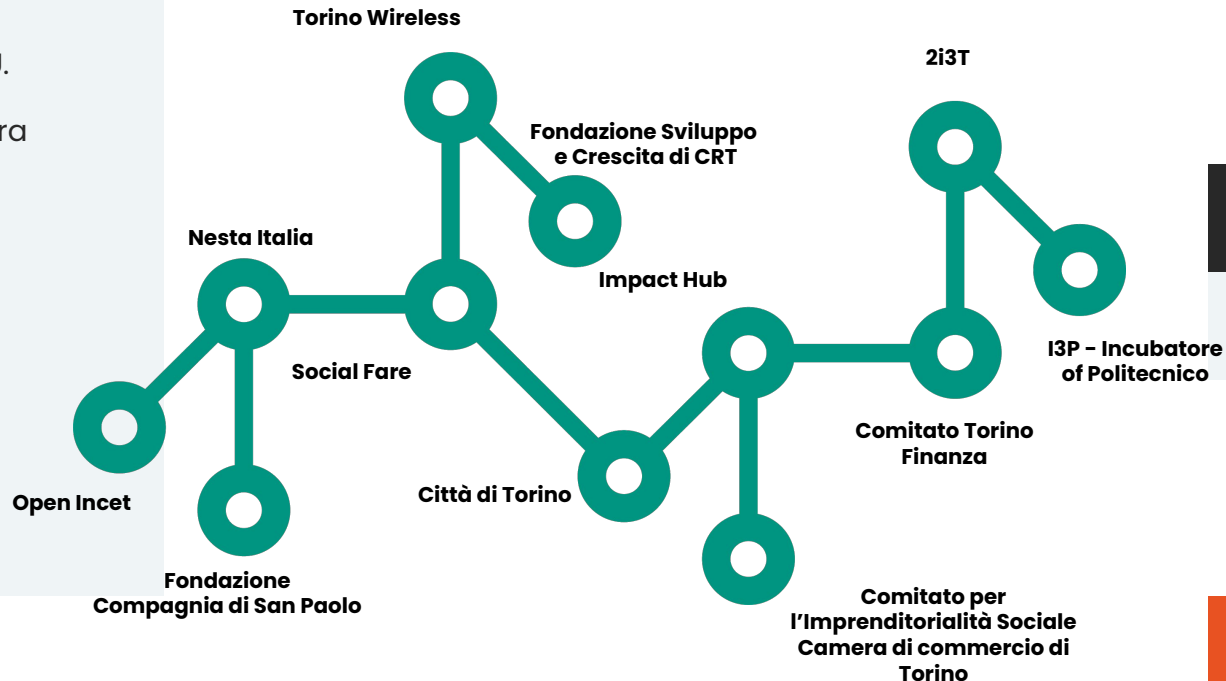 Torino Wireless
2i3T
.
ra
Fondazione Sviluppo
e Crescita di CRT
Nesta Italia
Impact Hub
Social Fare
I3P - Incubatore
of Politecnico
Comitato Torino
Finanza
Città di Torino
Open Incet
Fondazione
Compagnia di San Paolo
Comitato per
l’Imprenditorialità Sociale
Camera di commercio di
Torino